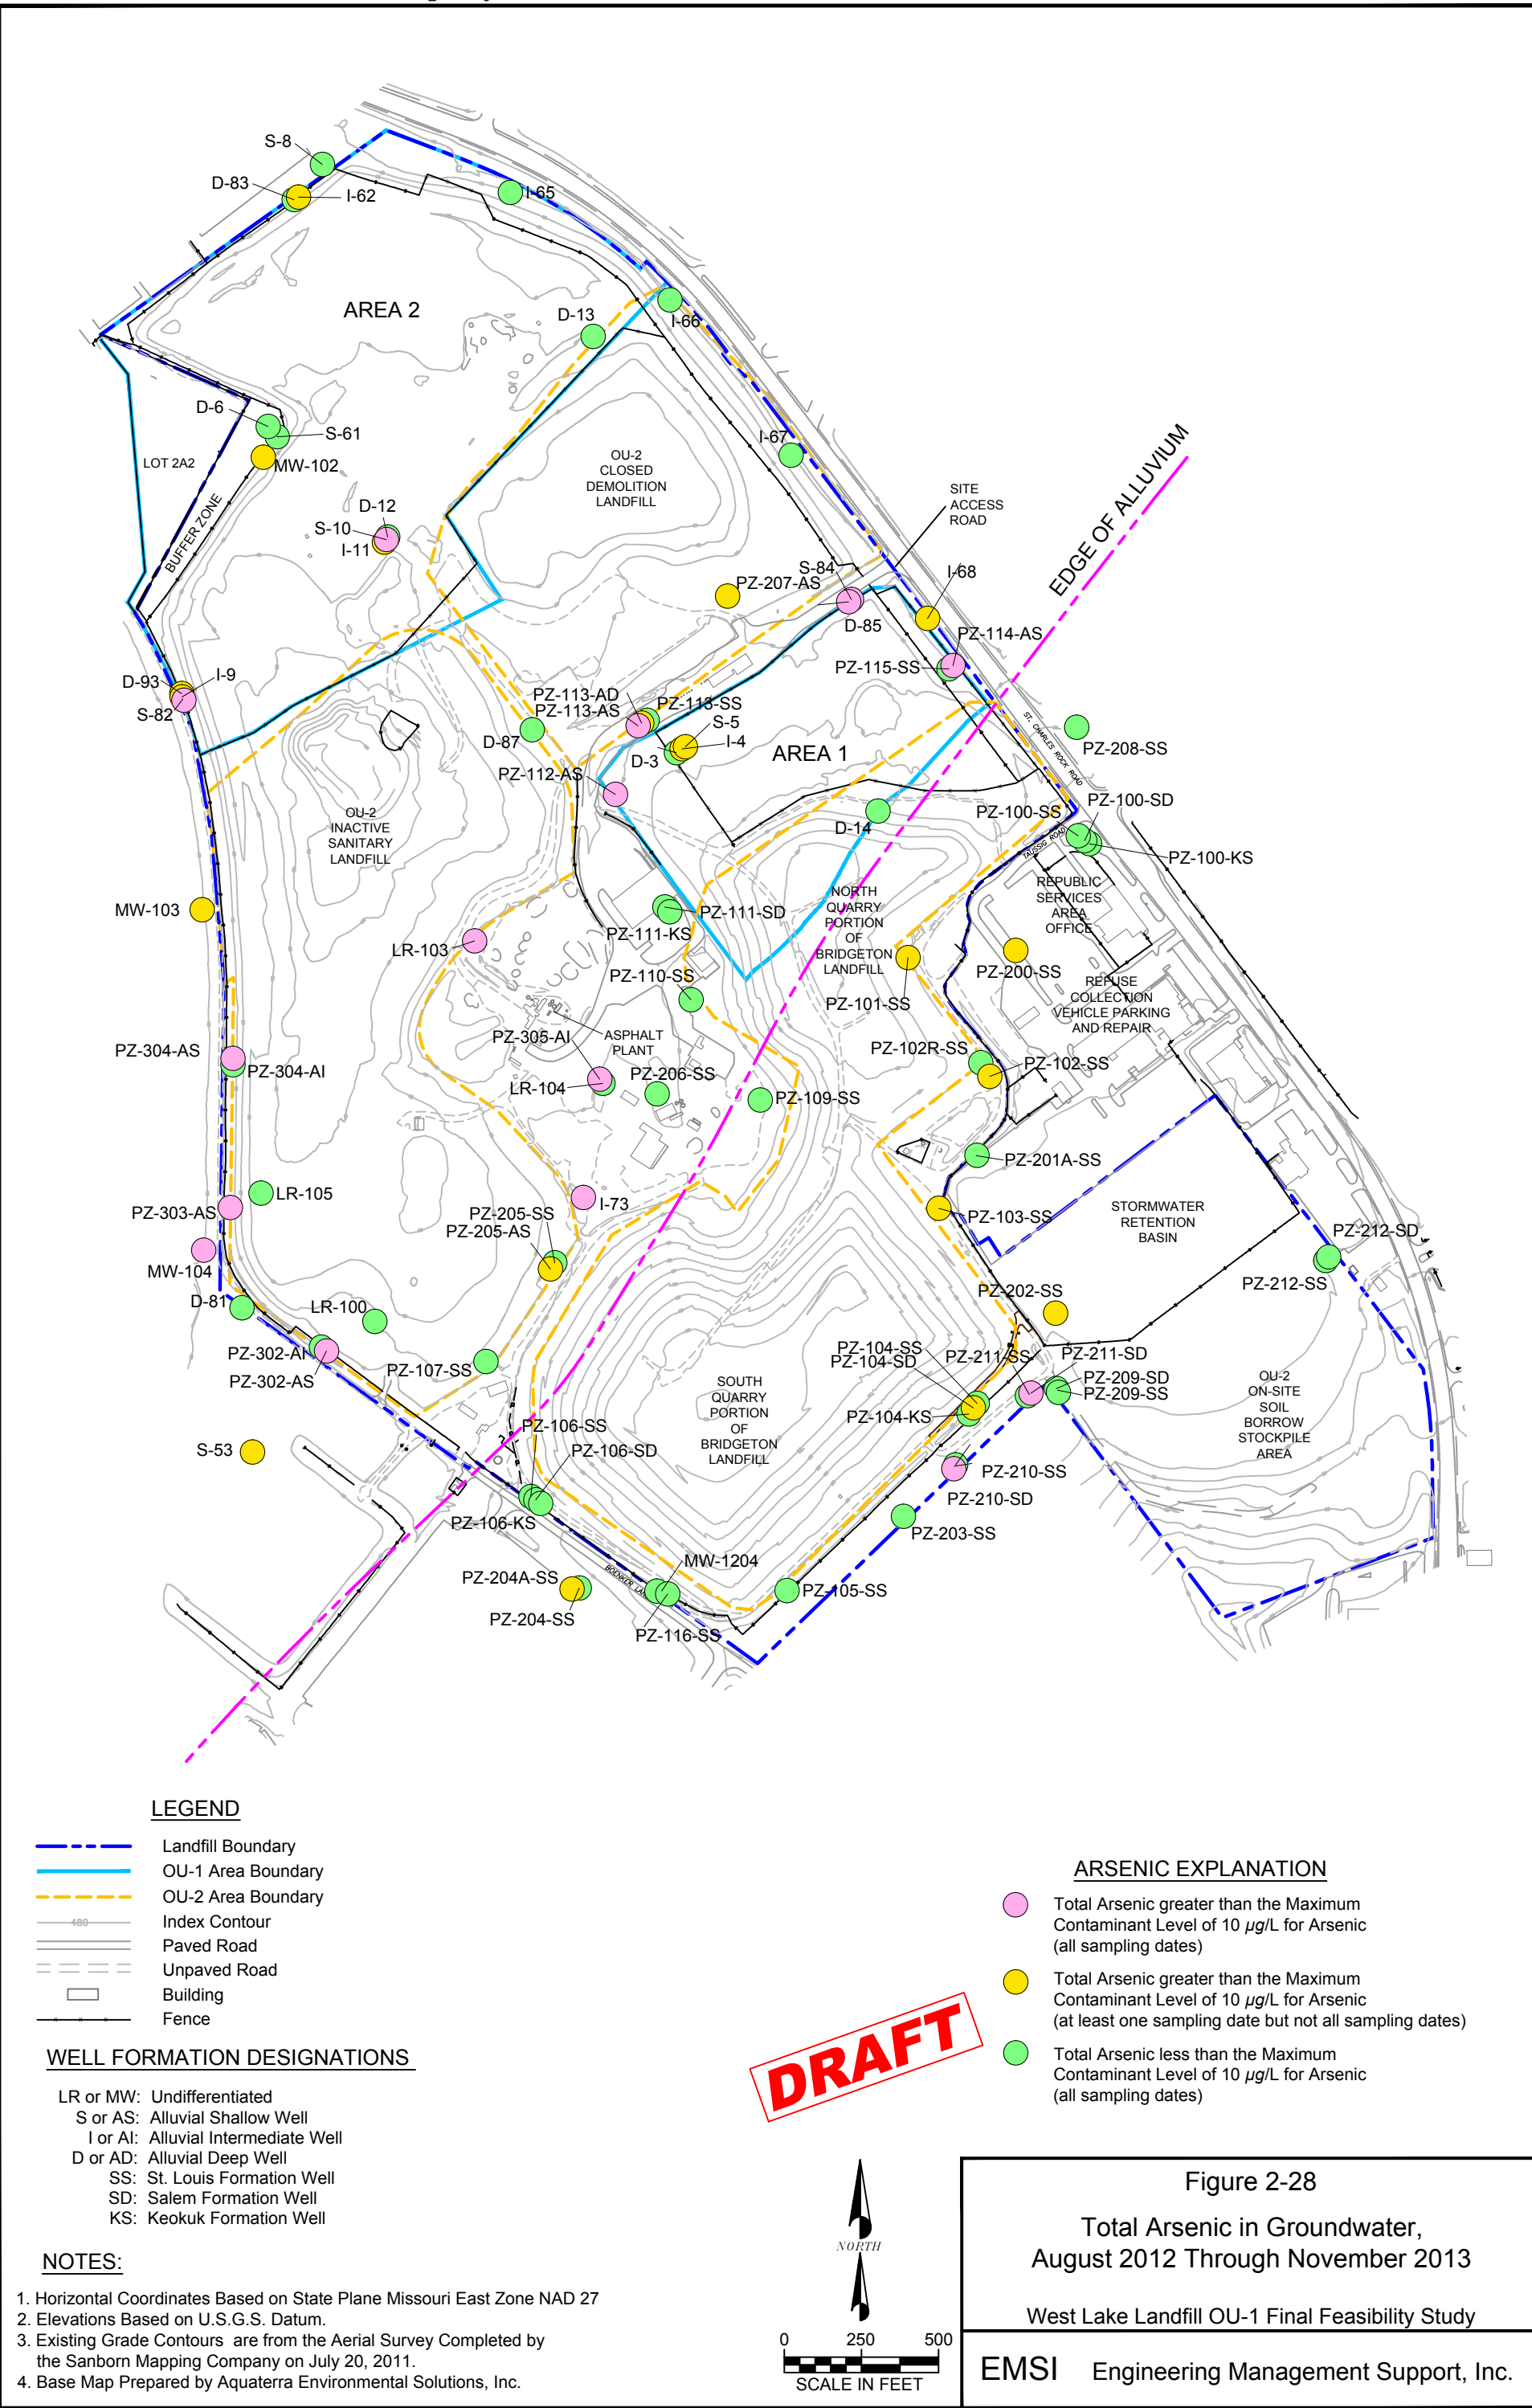 S-8
D-83
I-62
I-65
AREA 2
D-13
I-66
D-6
S-61
LOT 2A2
MW-102
I-67
OU-2
CLOSED
DEMOLITION
LANDFILL
BUFFER ZONE
D-12
S-10
I-11
SITE
ACCESS
ROAD
EDGE OF ALLUVIUM
S-84
PZ-207-AS
I-68
D-85
PZ-114-AS
PZ-115-SS
D-93
I-9
S-82
PZ-113-AD
PZ-113-AS
PZ-113-SS
S-5
I-4
D-87
D-3
AREA 1
ST. CHARLES ROCK ROAD
PZ-208-SS
PZ-112-AS
PZ-100-SS
PZ-100-SD
D-14
TAUSSIG ROAD
PZ-100-KS
OU-2
INACTIVE
SANITARY
LANDFILL
REPUBLIC
SERVICES
AREA
OFFICE
NORTH
QUARRY
PORTION
OF
BRIDGETON
LANDFILL
MW-103
PZ-111-SD
PZ-111-KS
LR-103
PZ-110-SS
PZ-101-SS
PZ-200-SS
REFUSE
COLLECTION
VEHICLE PARKING
AND REPAIR
PZ-305-AI
ASPHALT
PLANT
PZ-304-AS
PZ-304-AI
LR-104
PZ-206-SS
PZ-102R-SS
PZ-102-SS
PZ-109-SS
PZ-201A-SS
LR-105
PZ-303-AS
I-73
PZ-205-SS
PZ-205-AS
PZ-103-SS
STORMWATER
RETENTION
BASIN
PZ-212-SD
PZ-212-SS
MW-104
D-81
LR-100
PZ-202-SS
PZ-302-AI
PZ-302-AS
PZ-107-SS
PZ-104-SS
PZ-104-SD
PZ-211-SS
PZ-211-SD
PZ-209-SD
PZ-209-SS
PZ-104-KS
SOUTH
QUARRY
PORTION
OF
BRIDGETON
LANDFILL
OU-2
ON-SITE
SOIL
BORROW
STOCKPILE
AREA
S-53
PZ-106-SS
PZ-106-SD
PZ-106-KS
PZ-210-SS
PZ-210-SD
PZ-203-SS
MW-1204
PZ-204A-SS
PZ-204-SS
PZ-105-SS
PZ-116-SS
LEGEND
Landfill Boundary
OU-1 Area Boundary
OU-2 Area Boundary
480 Index Contour
Paved Road
Unpaved Road
Building
Fence
WELL FORMATION DESIGNATIONS
LR or MW: Undifferentiated
S or AS: Alluvial Shallow Well
I or AI: Alluvial Intermediate Well
D or AD: Alluvial Deep Well
SS: St. Louis Formation Well
SD: Salem Formation Well
KS: Keokuk Formation Well
NOTES:
1. Horizontal Coordinates Based on State Plane Missouri East Zone NAD 27
2. Elevations Based on U.S.G.S. Datum.
3. Existing Grade Contours are from the Aerial Survey Completed by
the Sanborn Mapping Company on July 20, 2011.
4. Base Map Prepared by Aquaterra Environmental Solutions, Inc.
ARSENIC EXPLANATION
Total Arsenic greater than the Maximum
Contaminant Level of 10 µg/L for Arsenic
(all sampling dates)
Total Arsenic greater than the Maximum
Contaminant Level of 10 µg/L for Arsenic
(at least one sampling date but not all sampling dates)
Total Arsenic less than the Maximum
Contaminant Level of 10 µg/L for Arsenic
(all sampling dates)
DRAFT
NORTH
0 250 500
SCALE IN FEET
Figure 2-28
Total Arsenic in Groundwater,
August 2012 Through November 2013
West Lake Landfill OU-1 Final Feasibility Study
EMSI Engineering Management Support, Inc.